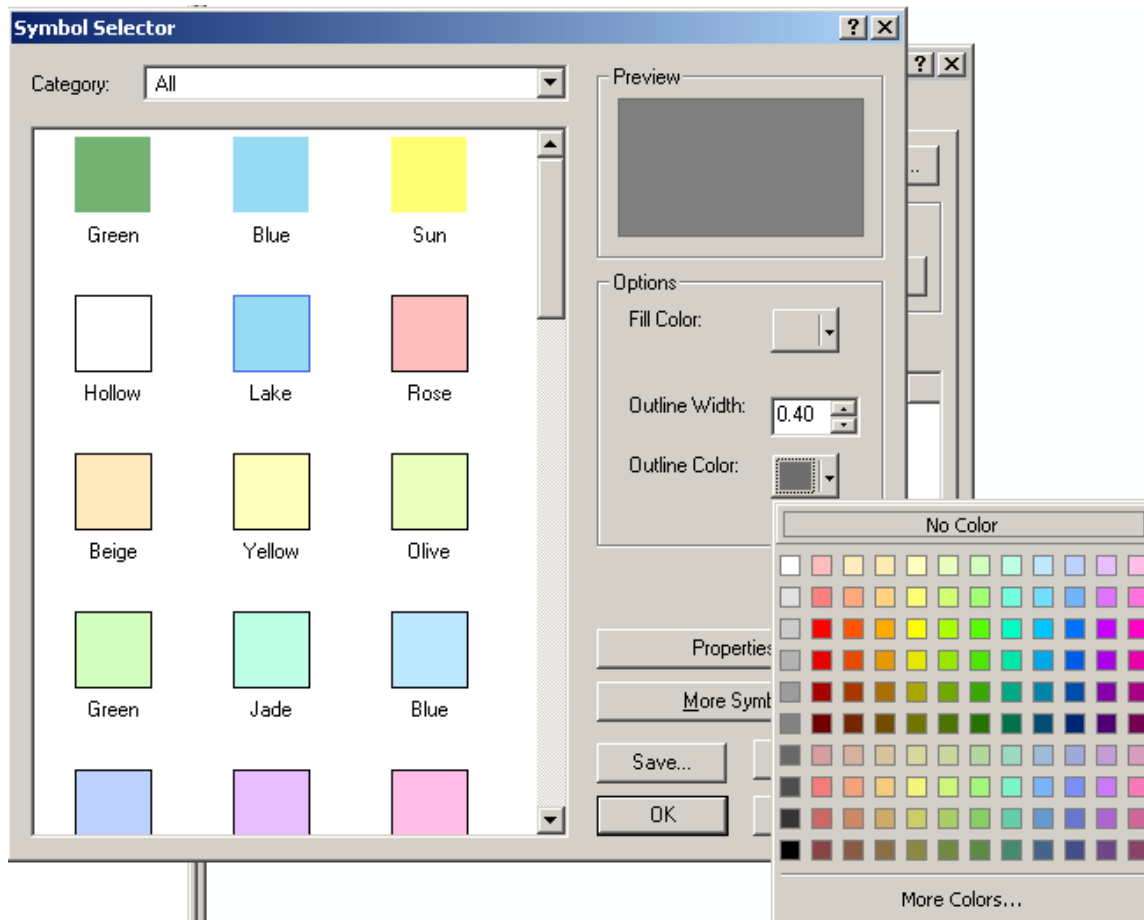 Symbol Selector
Category:
All
Preview
Green
Blue
Sun
Options
Fill Color:
Hollow
Lake
Rose
Outline Width:
0.40
Outline Color:
Beige
Yellow
Olive
No Color
Properties
More Symb
Green
Jade
Blue
Save...
OK
More Colors...
..